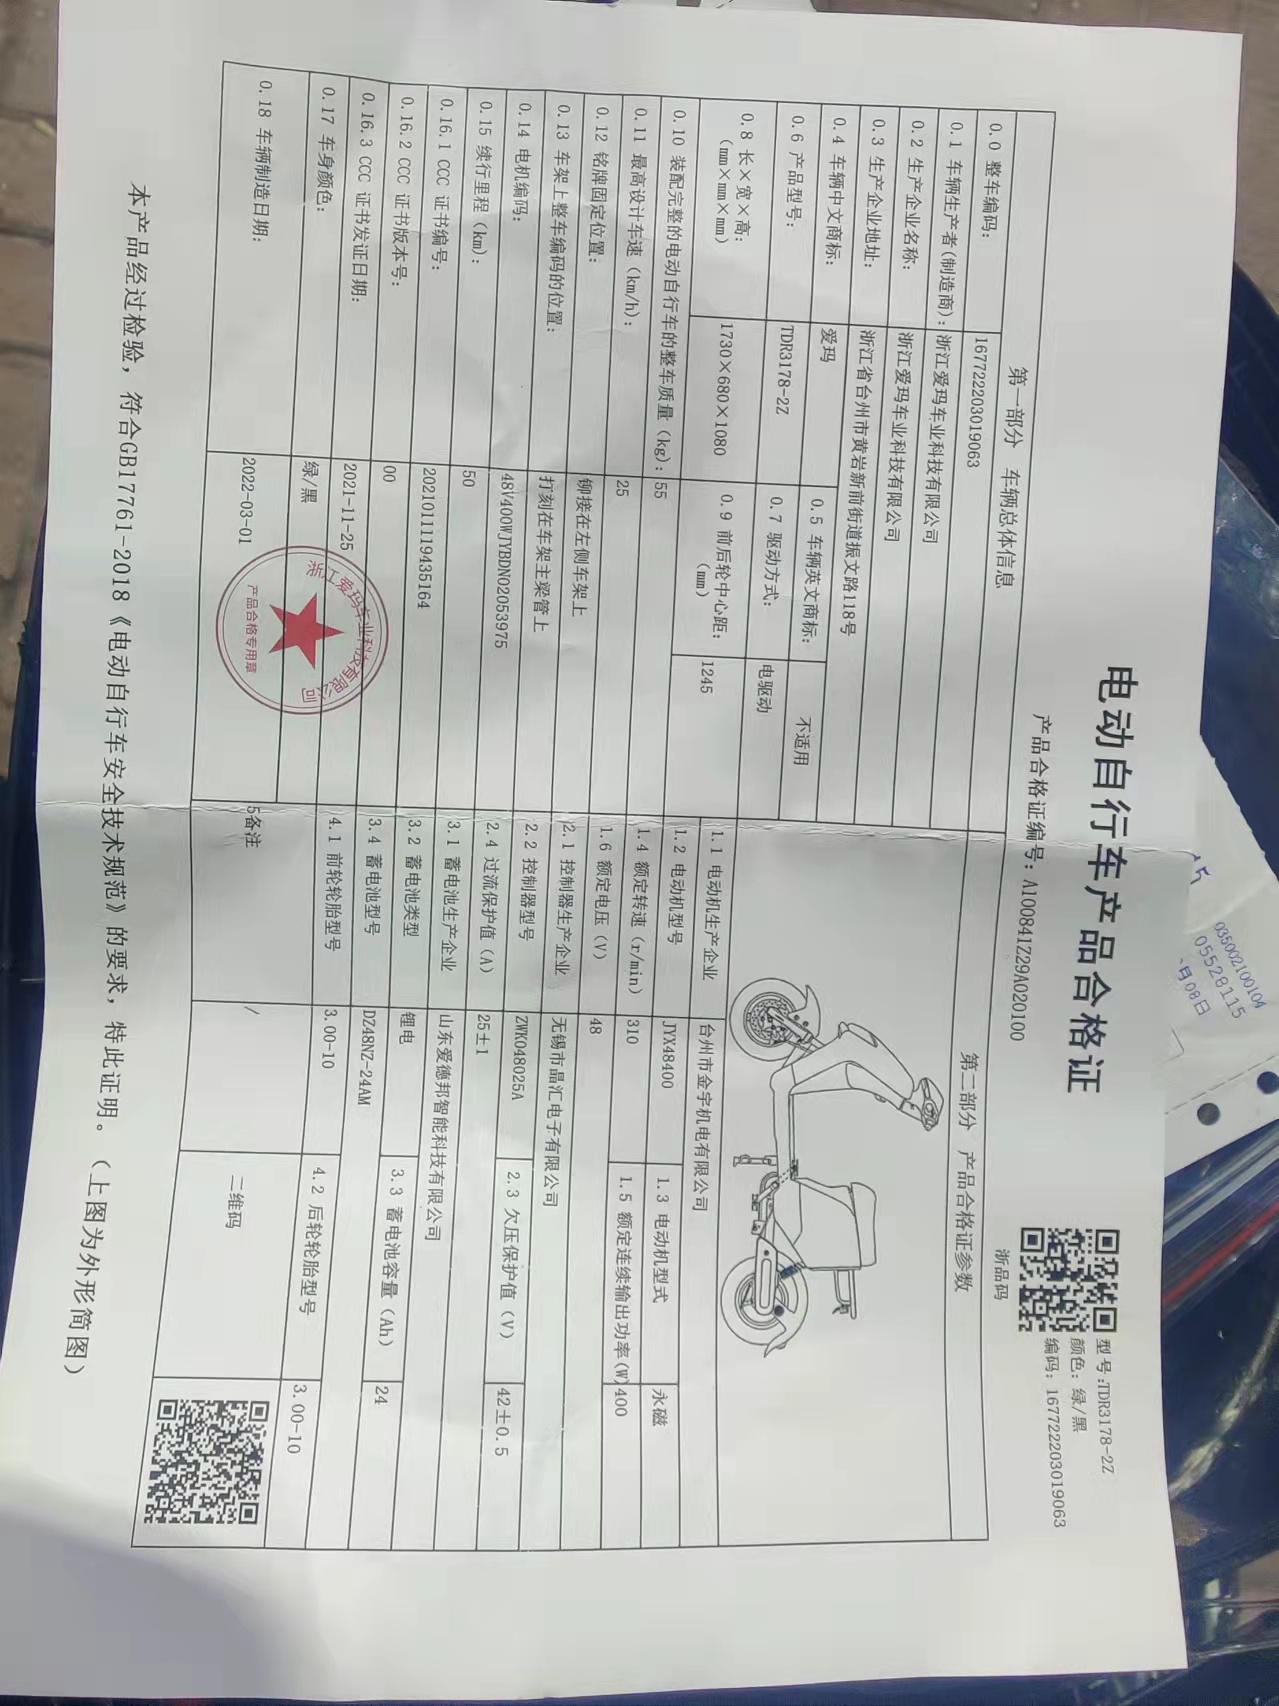 电动自行车产品合格证
产品合格证编号: A100841Z29A020100
浙品码
型号:TDR3178-2Z
颜色: 绿/黑
编码: 167722203019063
第一部分 车辆总体信息
0.0 整车编码: 167722203019063
0.1 车辆生产者(制造商): 浙江爱玛车业科技有限公司
0.2 生产企业名称: 浙江爱玛车业科技有限公司
0.3 生产企业地址: 浙江省台州市黄岩新前街道振文路118号
0.4 车辆中文商标: 爱玛 0.5 车辆英文商标: 不适用
0.6 产品型号: TDR3178-2Z 0.7 驱动方式: 电驱动
0.8 长×宽×高: (mm×mm×mm) 1730×680×1080 0.9 前后轮中心距: (mm) 1245
0.10 装配完整的电动自行车的整车质量(kg): 55
0.11 最高设计车速(km/h): 25
0.12 铭牌固定位置: 铆接在左侧车架上
0.13 车架上整车编码的位置: 打刻在车架主梁管上
0.14 电机编码: 48V400WJYBDN02053975
0.15 续行里程(km): 50
0.16.1 CCC 证书编号: 2021011119435164
0.16.2 CCC 证书版本号: 00
0.16.3 CCC 证书发证日期: 2021-11-25
0.17 车身颜色: 绿/黑
0.18 车辆制造日期: 2022-03-01
浙江爱玛车业科技有限公司
产品合格专用章
第二部分 产品合格证参数
1.1 电动机生产企业 台州市金宇机电有限公司
1.2 电动机型号 JYX48400 1.3 电动机型式 永磁
1.4 额定转速(r/min) 310 1.5 额定连续输出功率(W) 400
1.6 额定电压(V) 48
2.1 控制器生产企业 无锡市晶汇电子有限公司
2.2 控制器型号 ZWK048025A 2.3 欠压保护值(V) 42±0.5
2.4 过流保护值(A) 25±1
3.1 蓄电池生产企业 山东爱德邦智能科技有限公司
3.2 蓄电池类型 锂电 3.3 蓄电池容量(Ah) 24
3.4 蓄电池型号 DZ48NZ-24AM
4.1 前轮轮胎型号 3.00-10 4.2 后轮轮胎型号 3.00-10
5备注 / 二维码
本产品经过检验, 符合GB17761-2018《电动自行车安全技术规范》的要求, 特此证明。(上图为外形简图)
035002100104
05528115
月08日